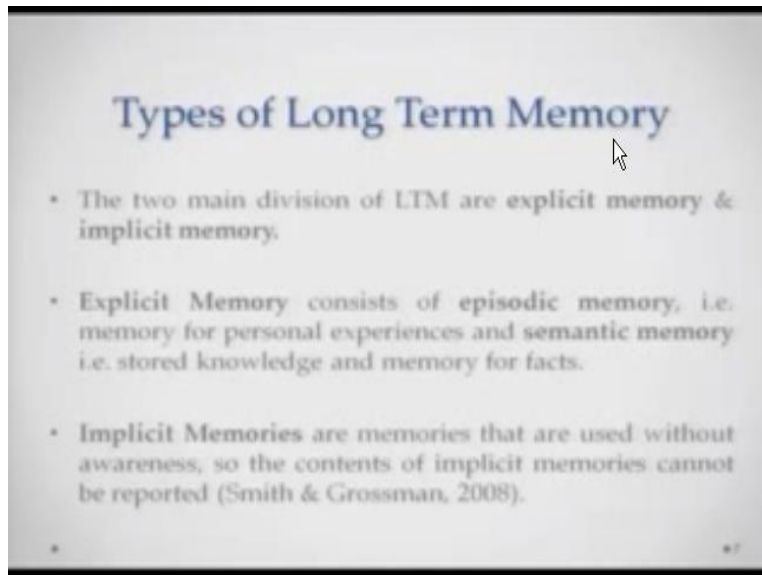 Types of Long Term Memory
• The two main division of LTM are explicit memory &
implicit memory.
• Explicit Memory consists of episodic memory, i.e.
memory for personal experiences and semantic memory
i.e. stored knowledge and memory for facts.
• Implicit Memories are memories that are used without
awareness, so the contents of implicit memories cannot
be reported (Smith & Grossman, 2008).